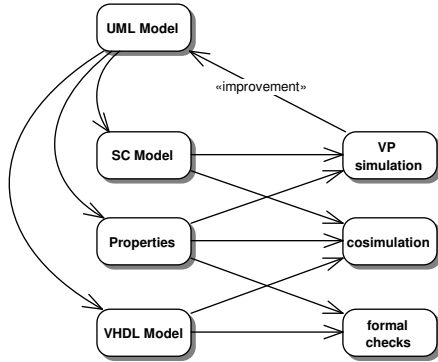 UML Model
«improvement»
SC Model
VP
simulation
Properties
cosimulation
VHDL Model
formal
checks